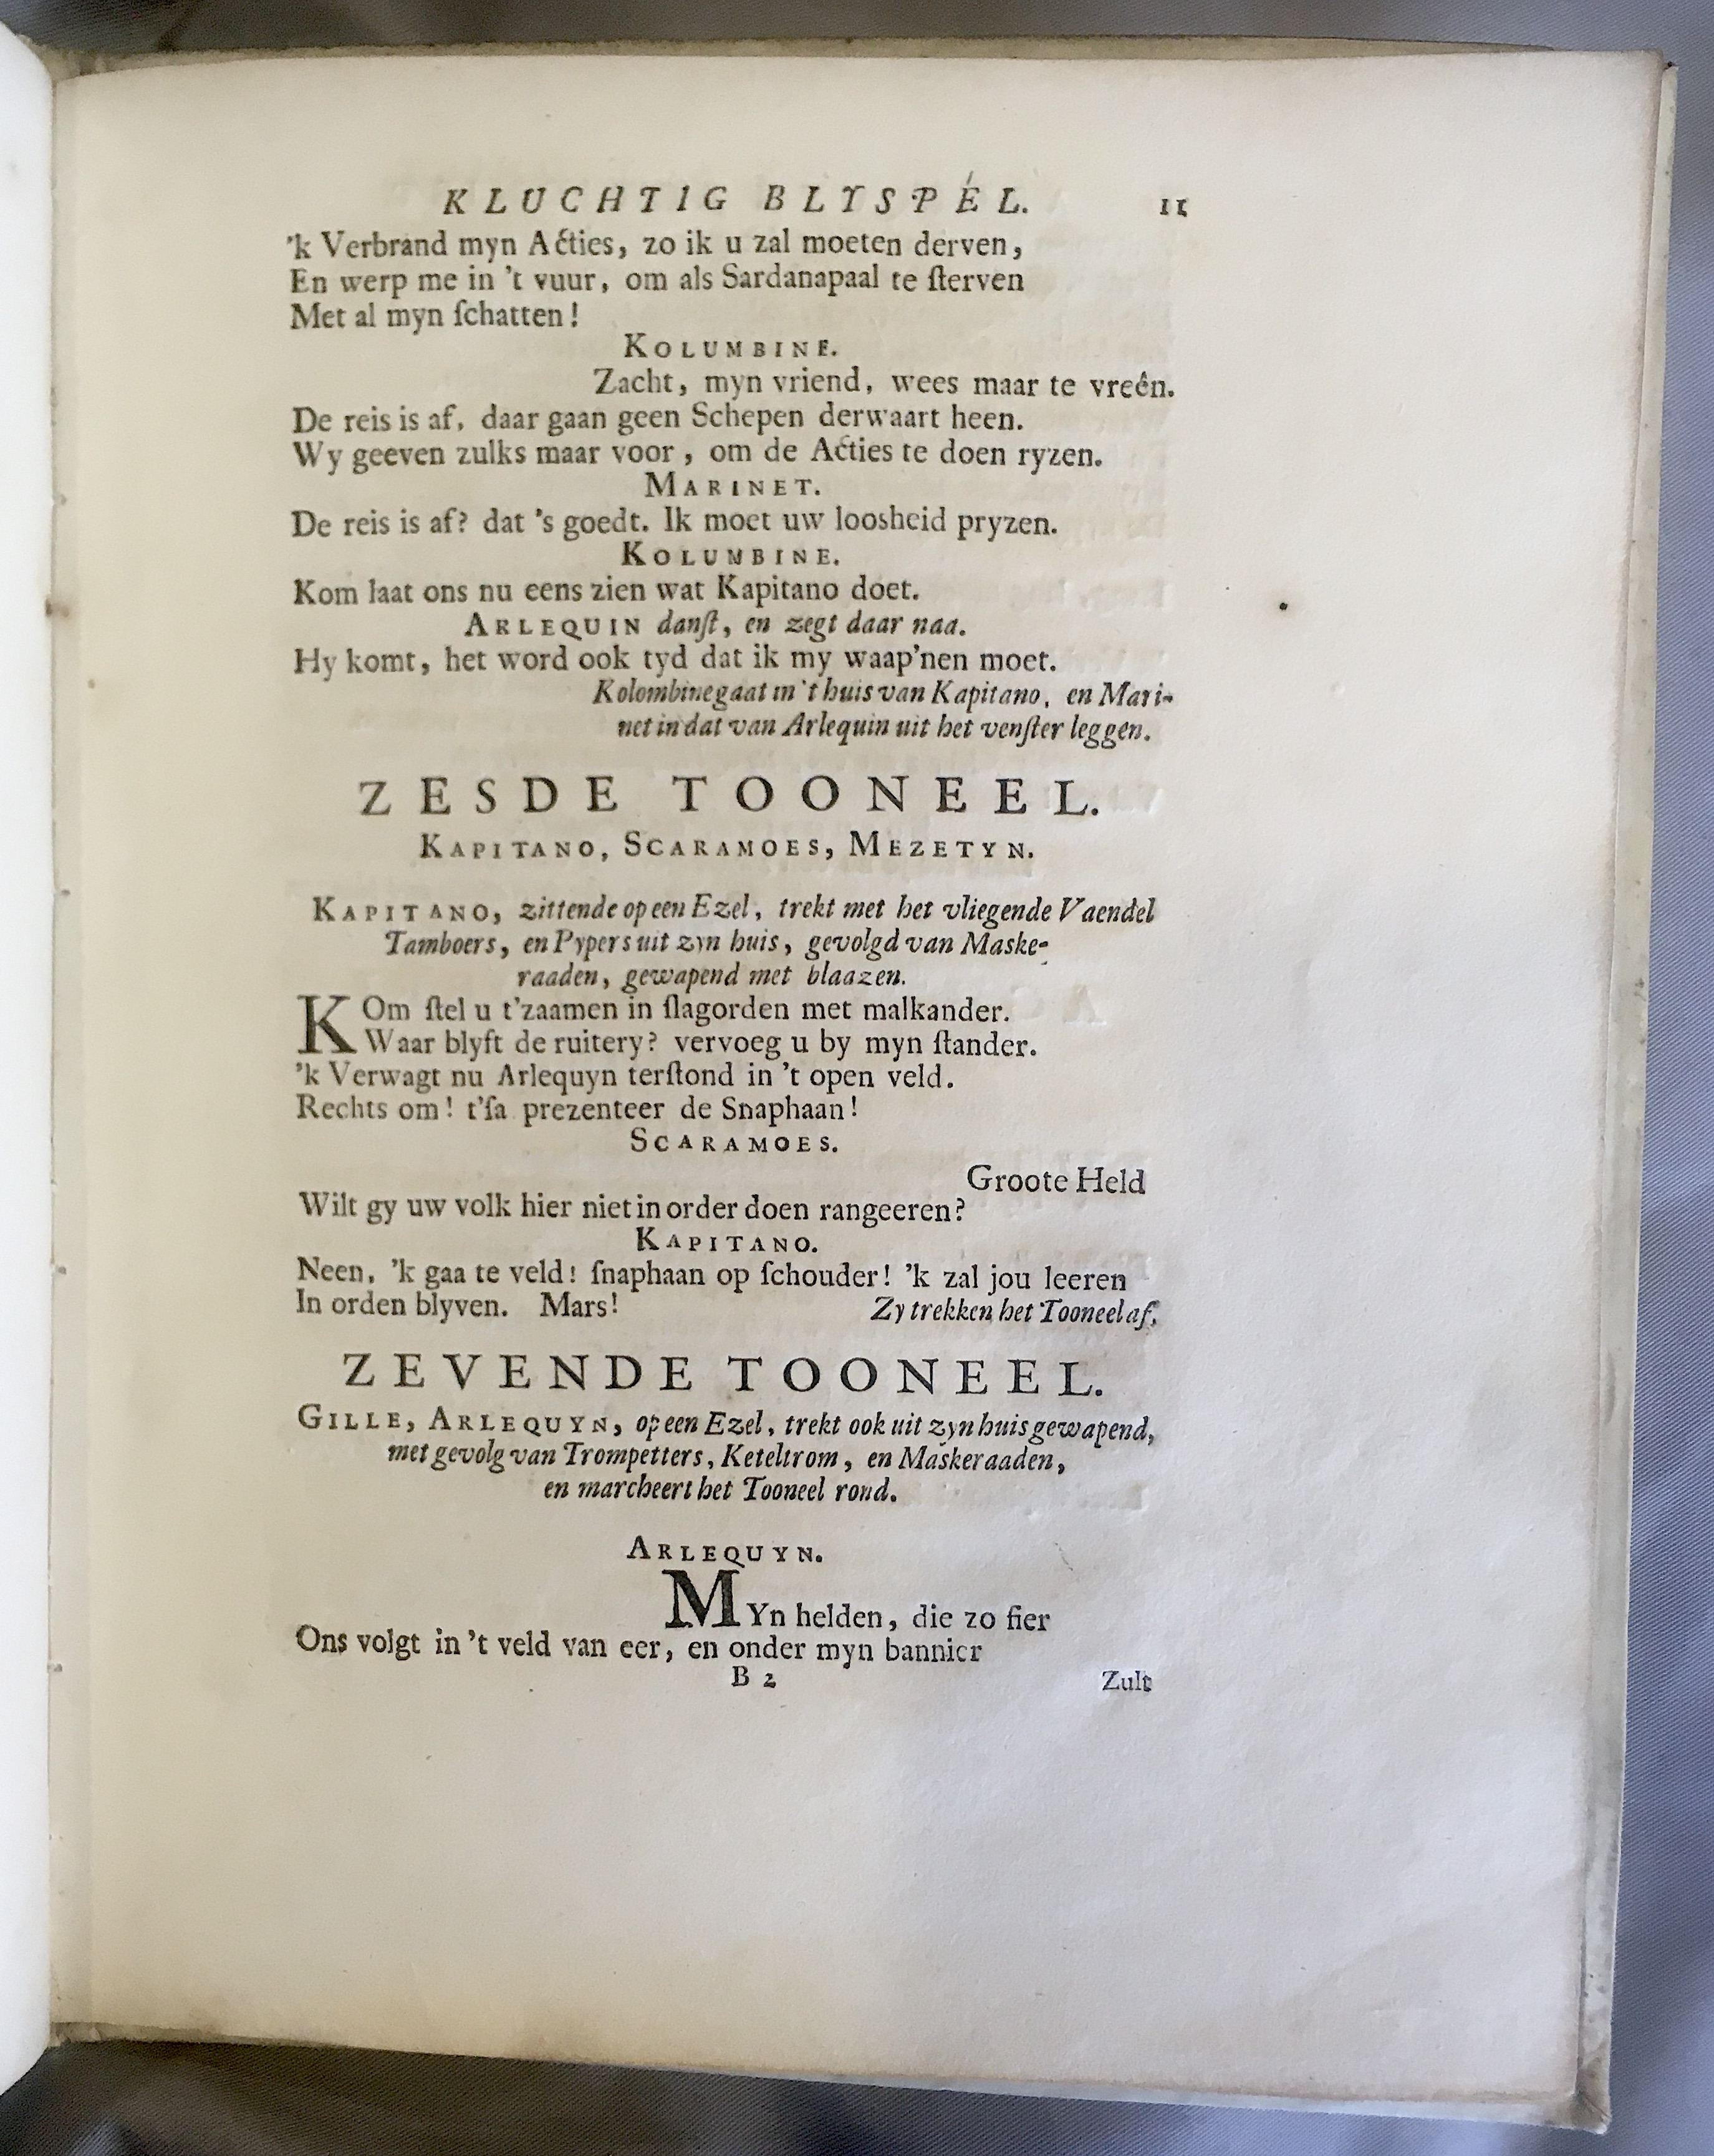 KLUCHTIG BLYSPÉL. 11
'k Verbrand myn Acties, zo ik u zal moeten derven,
En werp me in 't vuur, om als Sardanapaal te ſterven
Met al myn ſchatten!
KOLUMBINE.
Zacht, myn vriend, wees maar te vreên.
De reis is af, daar gaan geen Schepen derwaart heen.
Wy geeven zulks maar voor, om de Acties te doen ryzen.
MARINET.
De reis is af? dat 's goedt. Ik moet uw loosheid pryzen.
KOLUMBINE.
Kom laat ons nu eens zien wat Kapitano doet.
ARLEQUIN danſt, en zegt daar naa.
Hy komt, het word ook tyd dat ik my waap'nen moet.
Kolombine gaat in 't huis van Kapitano, en Mari-
net in dat van Arlequin uit het venſter leggen.
ZESDE TOONEEL.
KAPITANO, SCARAMOES, MEZETYN.
KAPITANO, zittende op een Ezel, trekt met het vliegende Vaendel
Tamboers, en Pypers uit zyn huis, gevolgd van Maske-
raaden, gewapend met blaazen.
KOm ſtel u t'zaamen in ſlagorden met malkander.
Waar blyft de ruitery? vervoeg u by myn ſtander.
'k Verwagt nu Arlequyn terſtond in 't open veld.
Rechts om! t'ſa prezenteer de Snaphaan!
SCARAMOES.
Groote Held
Wilt gy uw volk hier niet in order doen rangeeren?
KAPITANO.
Neen, 'k gaa te veld! ſnaphaan op ſchouder! 'k zal jou leeren
In orden blyven. Mars! Zy trekken het Tooneel af.
ZEVENDE TOONEEL.
GILLE, ARLEQUYN, op een Ezel, trekt ook uit zyn huis gewapend,
met gevolg van Trompetters, Keteltrom, en Maskeraaden,
en marcheert het Tooneel rond.
ARLEQUYN.
MYn helden, die zo fier
Ons volgt in 't veld van eer, en onder myn bannier
B 2 Zult